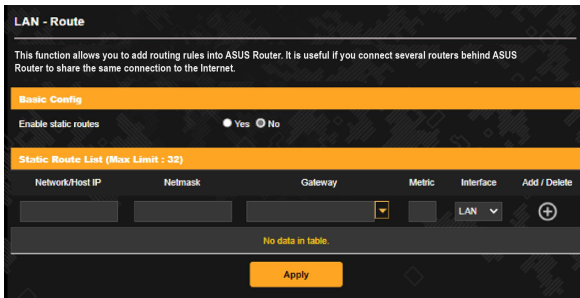 LAN - Route
This function allows you to add routing rules into ASUS Router. It is useful if you connect several routers behind ASUS
Router to share the same connection to the Internet.
Basic Config
Enable static routes Yes No
Static Route List (Max Limit : 32)
Network/Host IP Netmask Gateway Metric Interface Add / Delete
LAN
No data in table.
Apply